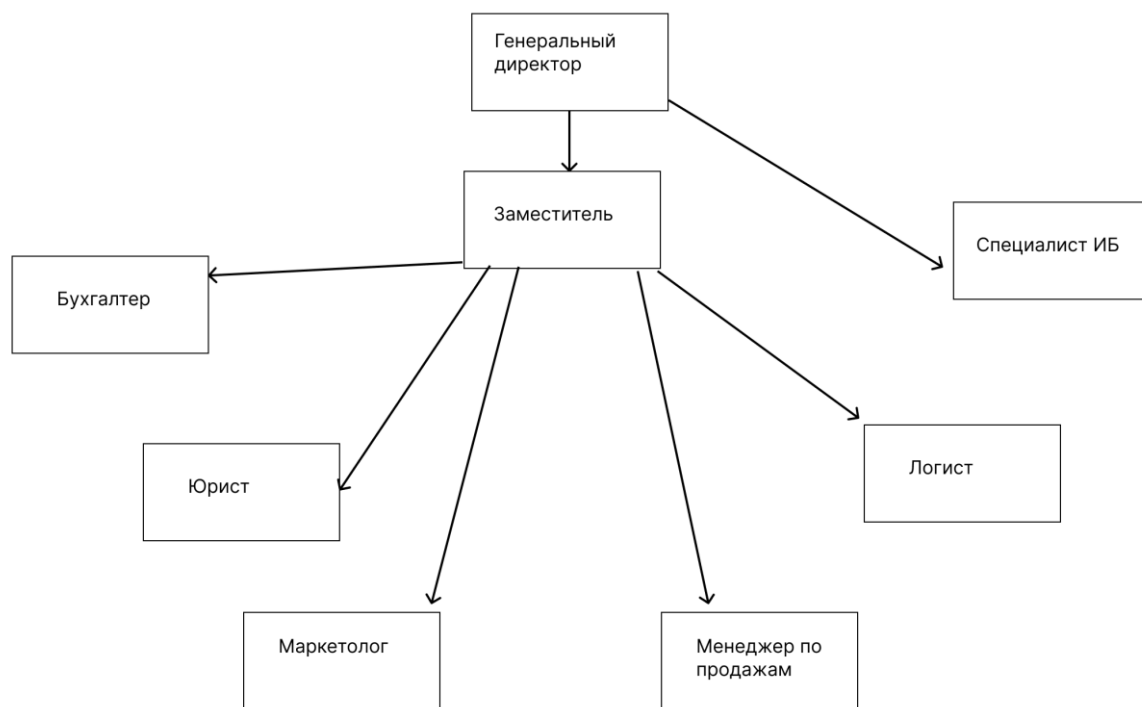 Генеральный
директор
Заместитель
Специалист ИБ
Бухгалтер
Логист
Юрист
Маркетолог
Менеджер по
продажам